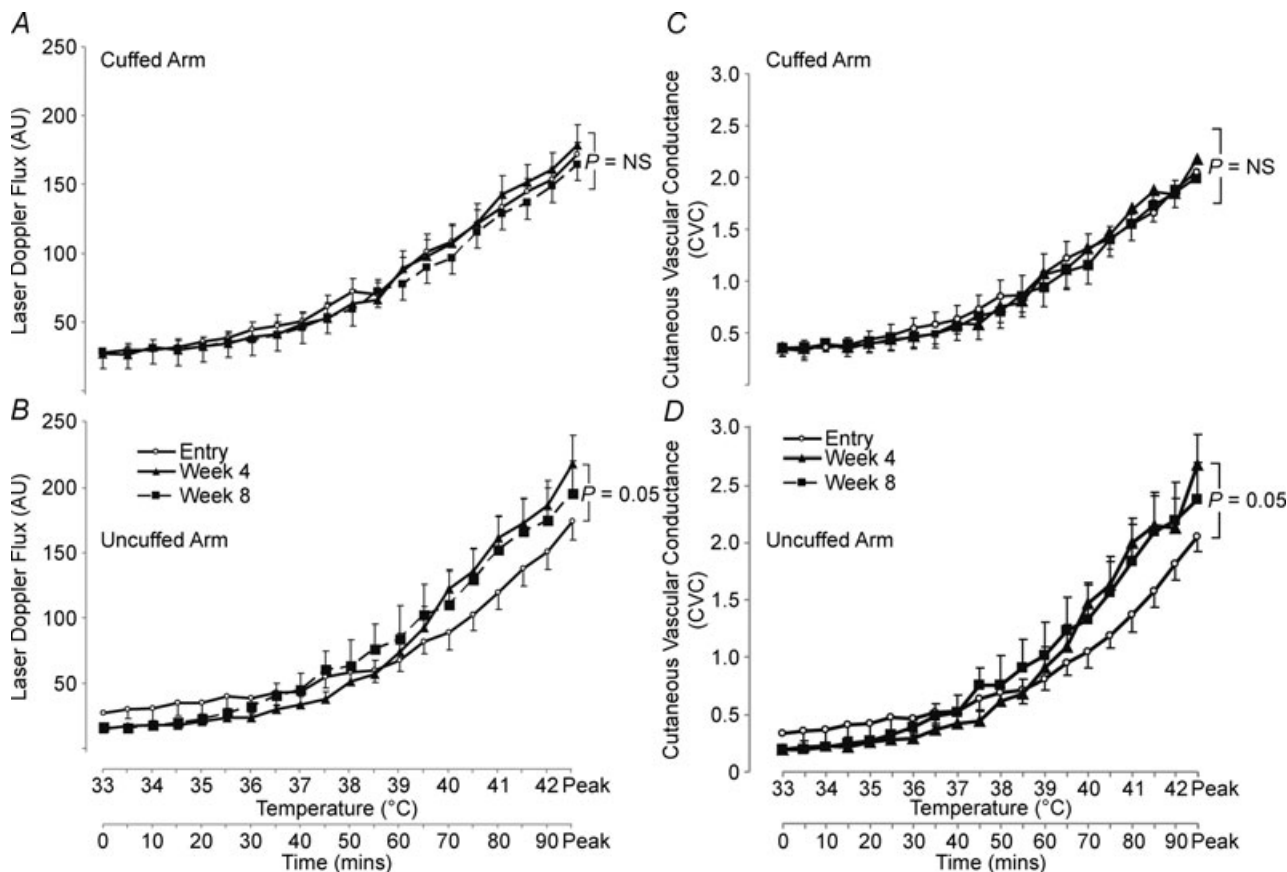 A
250
Cuffed Arm
200
150
100
50
Laser Doppler Flux (AU)
P = NS
C
Cuffed Arm
3.0
2.5
2.0
1.5
1.0
0.5
0
Cutaneous Vascular Conductance
(CVC)
P = NS
B
250
200
150
100
50
Laser Doppler Flux (AU)
Entry
Week 4
Week 8
Uncuffed Arm
P = 0.05
33 34 35 36 37 38 39 40 41 42 Peak
Temperature (°C)
0 10 20 30 40 50 60 70 80 90 Peak
Time (mins)
D
3.0
2.5
2.0
1.5
1.0
0.5
0
Cutaneous Vascular Conductance
(CVC)
Entry
Week 4
Week 8
Uncuffed Arm
P = 0.05
33 34 35 36 37 38 39 40 41 42 Peak
Temperature (°C)
0 10 20 30 40 50 60 70 80 90 Peak
Time (mins)